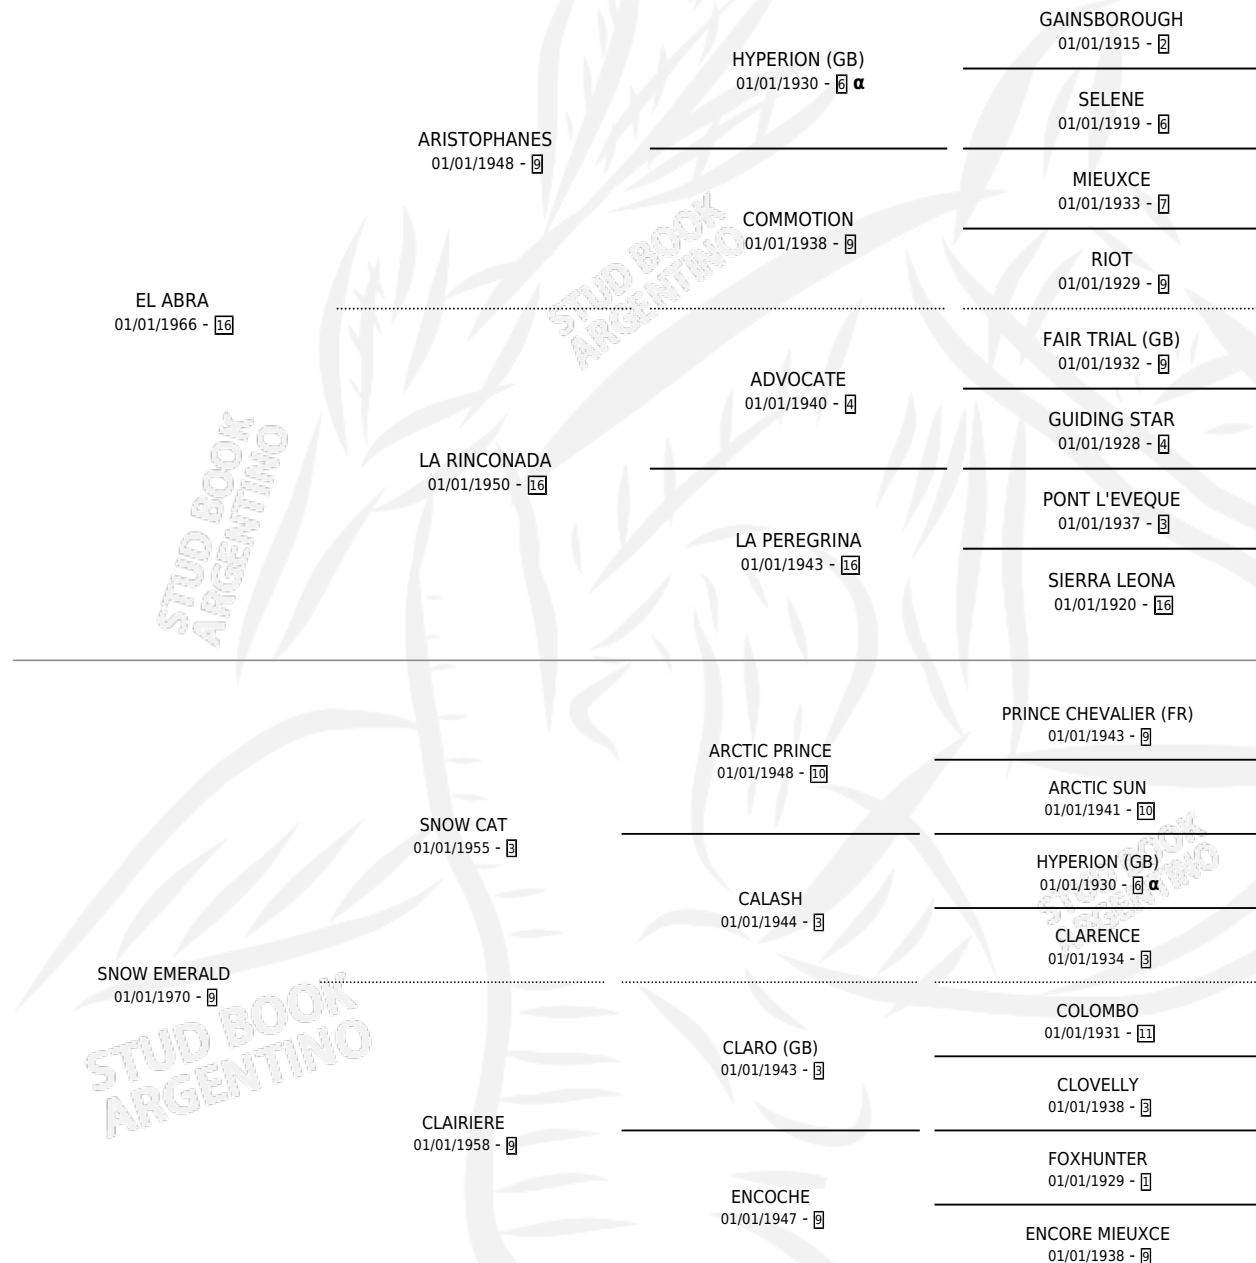 GAINSBOROUGH
01/01/1915 - 2
HYPERION (GB)
01/01/1930 - 6 α
SELENE
01/01/1919 - 6
ARISTOPHANES
01/01/1948 - 9
MIEUXCE
01/01/1933 - 7
COMMOTION
01/01/1938 - 9
RIOT
01/01/1929 - 9
EL ABRA
01/01/1966 - 16
FAIR TRIAL (GB)
01/01/1932 - 9
ADVOCATE
01/01/1940 - 4
GUIDING STAR
01/01/1928 - 4
LA RINCONADA
01/01/1950 - 16
PONT L'EVEQUE
01/01/1937 - 3
LA PEREGRINA
01/01/1943 - 16
SIERRA LEONA
01/01/1920 - 16
PRINCE CHEVALIER (FR)
01/01/1943 - 9
ARCTIC PRINCE
01/01/1948 - 10
ARCTIC SUN
01/01/1941 - 10
SNOW CAT
01/01/1955 - 3
HYPERION (GB)
01/01/1930 - 6 α
CALASH
01/01/1944 - 3
CLARENCE
01/01/1934 - 3
SNOW EMERALD
01/01/1970 - 9
COLOMBO
01/01/1931 - 11
CLARO (GB)
01/01/1943 - 3
CLOVELLY
01/01/1938 - 3
CLAIRIERE
01/01/1958 - 9
FOXHUNTER
01/01/1929 - 1
ENCOCHE
01/01/1947 - 9
ENCORE MIEUXCE
01/01/1938 - 9
STUD BOOK
ARGENTINO
STUD BOOK
ARGENTINO
STUD BOOK
ARGENTINO
STUD BOOK
ARGENTINO